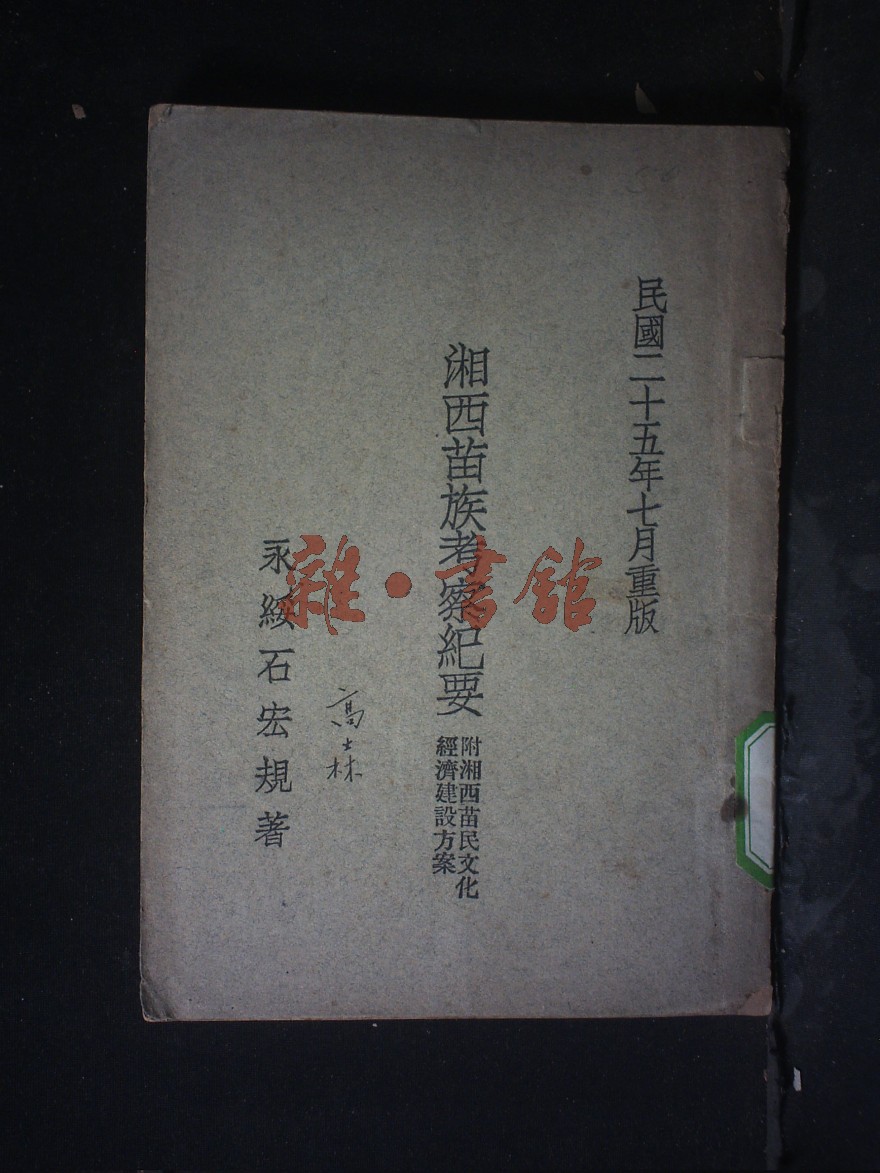 民國二十五年七月重版
湘西苗族考察紀要
附湘西苗民文化
經濟建設方案
高士林
永綏石宏規著
雜·書館